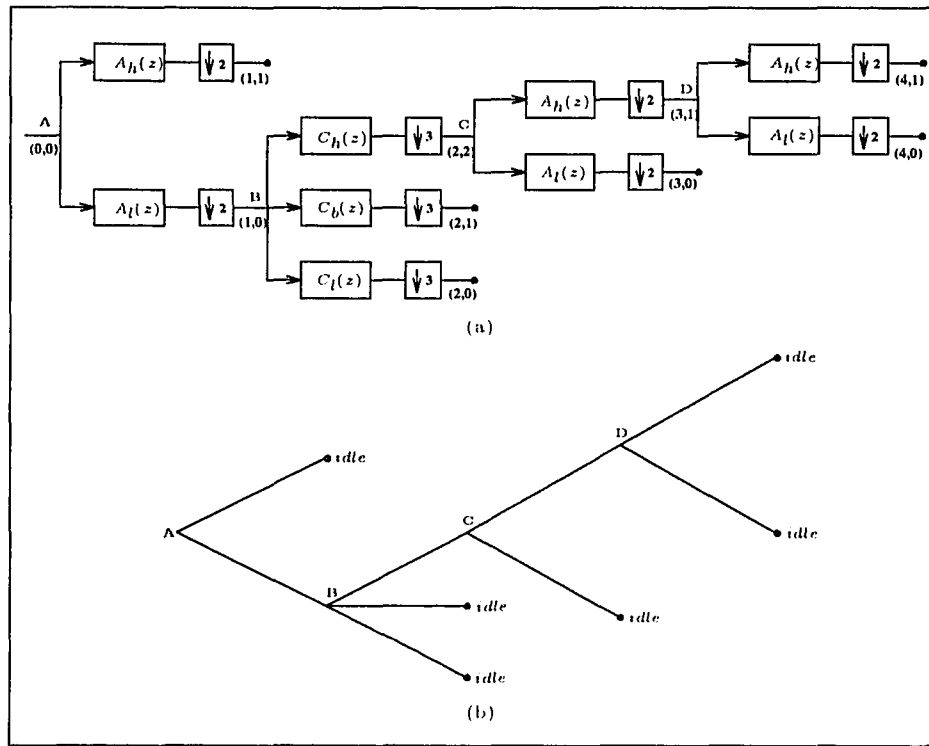 A_h(z) ↓2 (1,1)
A_h(z) ↓2 (4,1)
A_h(z) ↓2 D (3,1)
A (0,0)
C_h(z) ↓3 C (2,2)
A_l(z) ↓2 (4,0)
A_l(z) ↓2 (3,0)
A_l(z) ↓2 B (1,0)
C_b(z) ↓3 (2,1)
C_l(z) ↓3 (2,0)
(a)
idle
D
idle
C
A
idle
B
idle
idle
idle
(b)